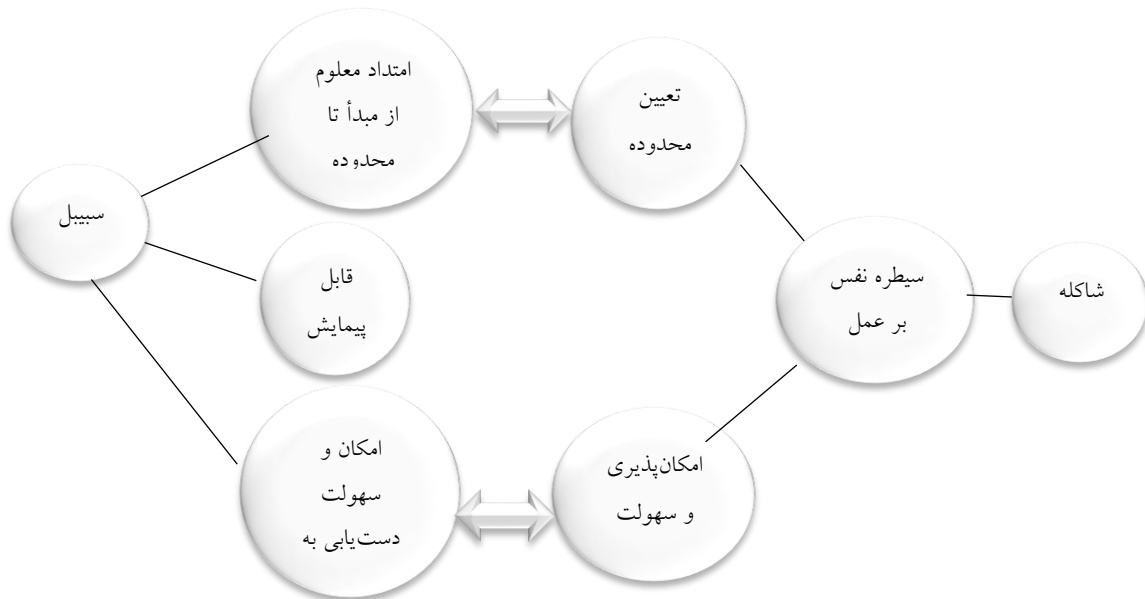 شاکله
سیطره نفس
بر عمل
تعیین
محدوده
امکان‌پذیری
و سهولت
امتداد معلوم
از مبدأ تا
محدوده
قابل
پیمایش
امکان و
سهولت
دست‌یابی به
سبیبل